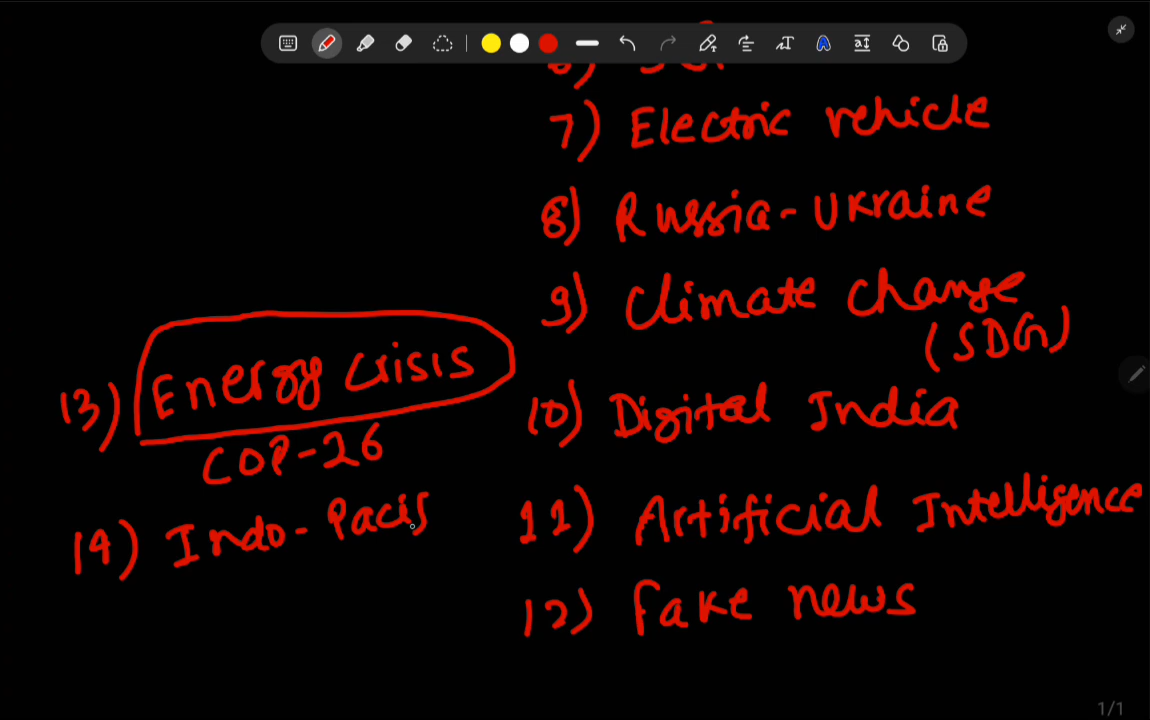 7) Electric vehicle
8) Russia-Ukraine
9) Climate change
(SDG)
10) Digital India
11) Artificial Intelligence
12) Fake news
13) Energy crisis
COP-26
14) Indo-Pacif
1/1